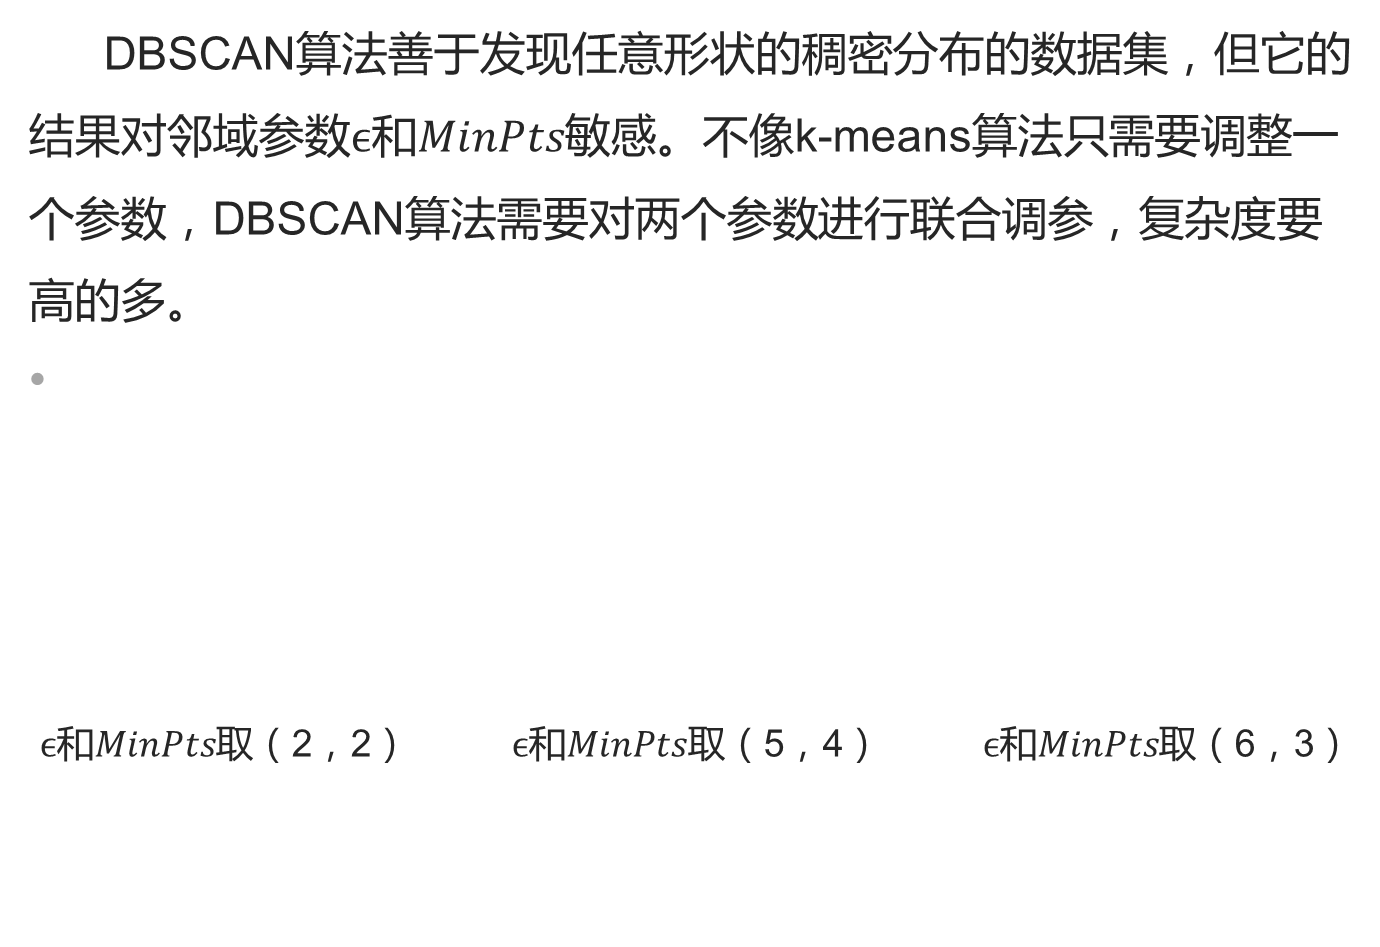 DBSCAN算法善于发现任意形状的稠密分布的数据集，但它的
结果对邻域参数ϵ和MinPts敏感。不像k-means算法只需要调整一
个参数，DBSCAN算法需要对两个参数进行联合调参，复杂度要
高的多。
ϵ和MinPts取（2，2） ϵ和MinPts取（5，4） ϵ和MinPts取（6，3）